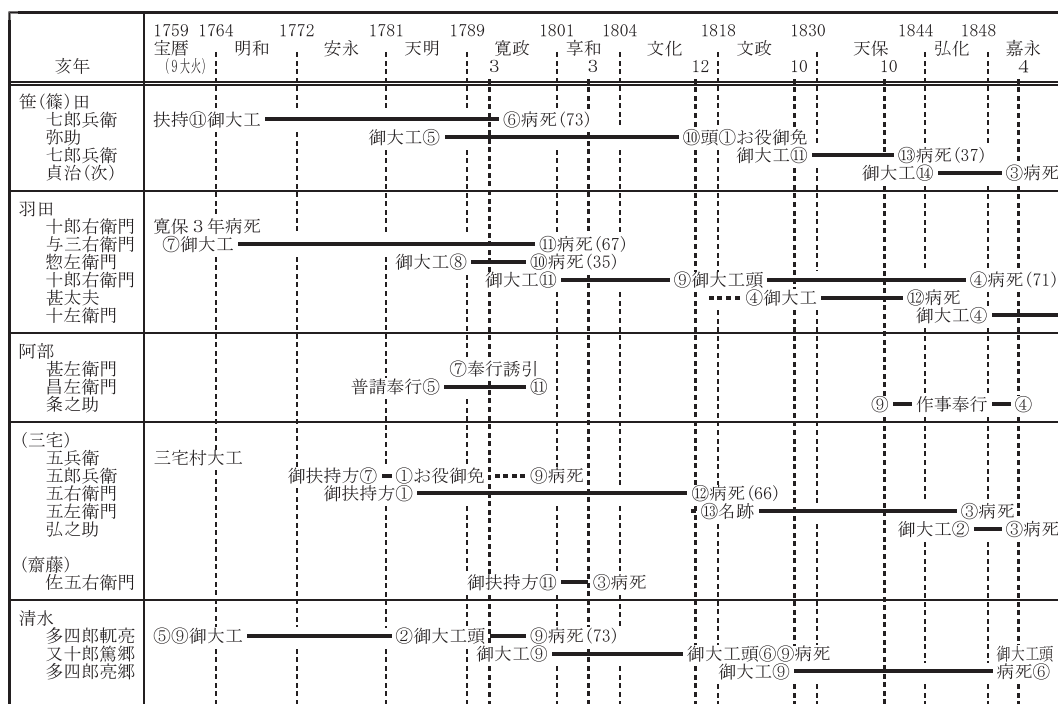 1759 1764 1772 1781 1789 1801 1804 1818 1830 1844 1848
宝暦 明和 安永 天明 寛政 享和 文化 文政 天保 弘化 嘉永
亥年 (9大火) 3 3 12 10 10 4
笹(篠)田
七郎兵衛 扶持⑪御大工 ⑥病死(73)
弥助 御大工⑤ ⑩頭①お役御免
七郎兵衛 御大工⑪ ⑬病死(37)
貞治(次) 御大工⑭ ③病死
羽田
十郎右衛門 寛保3年病死
与三右衛門 ⑦御大工 ⑪病死(67)
惣左衛門 御大工⑧ ⑩病死(35)
十郎右衛門 御大工⑪ ⑨御大工頭 ④病死(71)
甚太夫 ④御大工 ⑫病死
十左衛門 御大工④
阿部
甚左衛門 ⑦奉行誘引
昌左衛門 普請奉行⑤ ⑪
粂之助 ⑨ 作事奉行 ④
(三宅)
五兵衛 三宅村大工
五郎兵衛 御扶持方⑦ ①お役御免 ⑨病死
五右衛門 御扶持方① ⑫病死(66)
五左衛門 ⑬名跡 ③病死
弘之助 御大工② ③病死
(齋藤)
佐五右衛門 御扶持方⑪ ③病死
清水
多四郎軏亮 ⑤⑨御大工 ②御大工頭 ⑨病死(73)
又十郎篤郷 御大工⑨ 御大工頭⑥⑨病死 御大工頭
多四郎亮郷 御大工⑨ 病死⑥